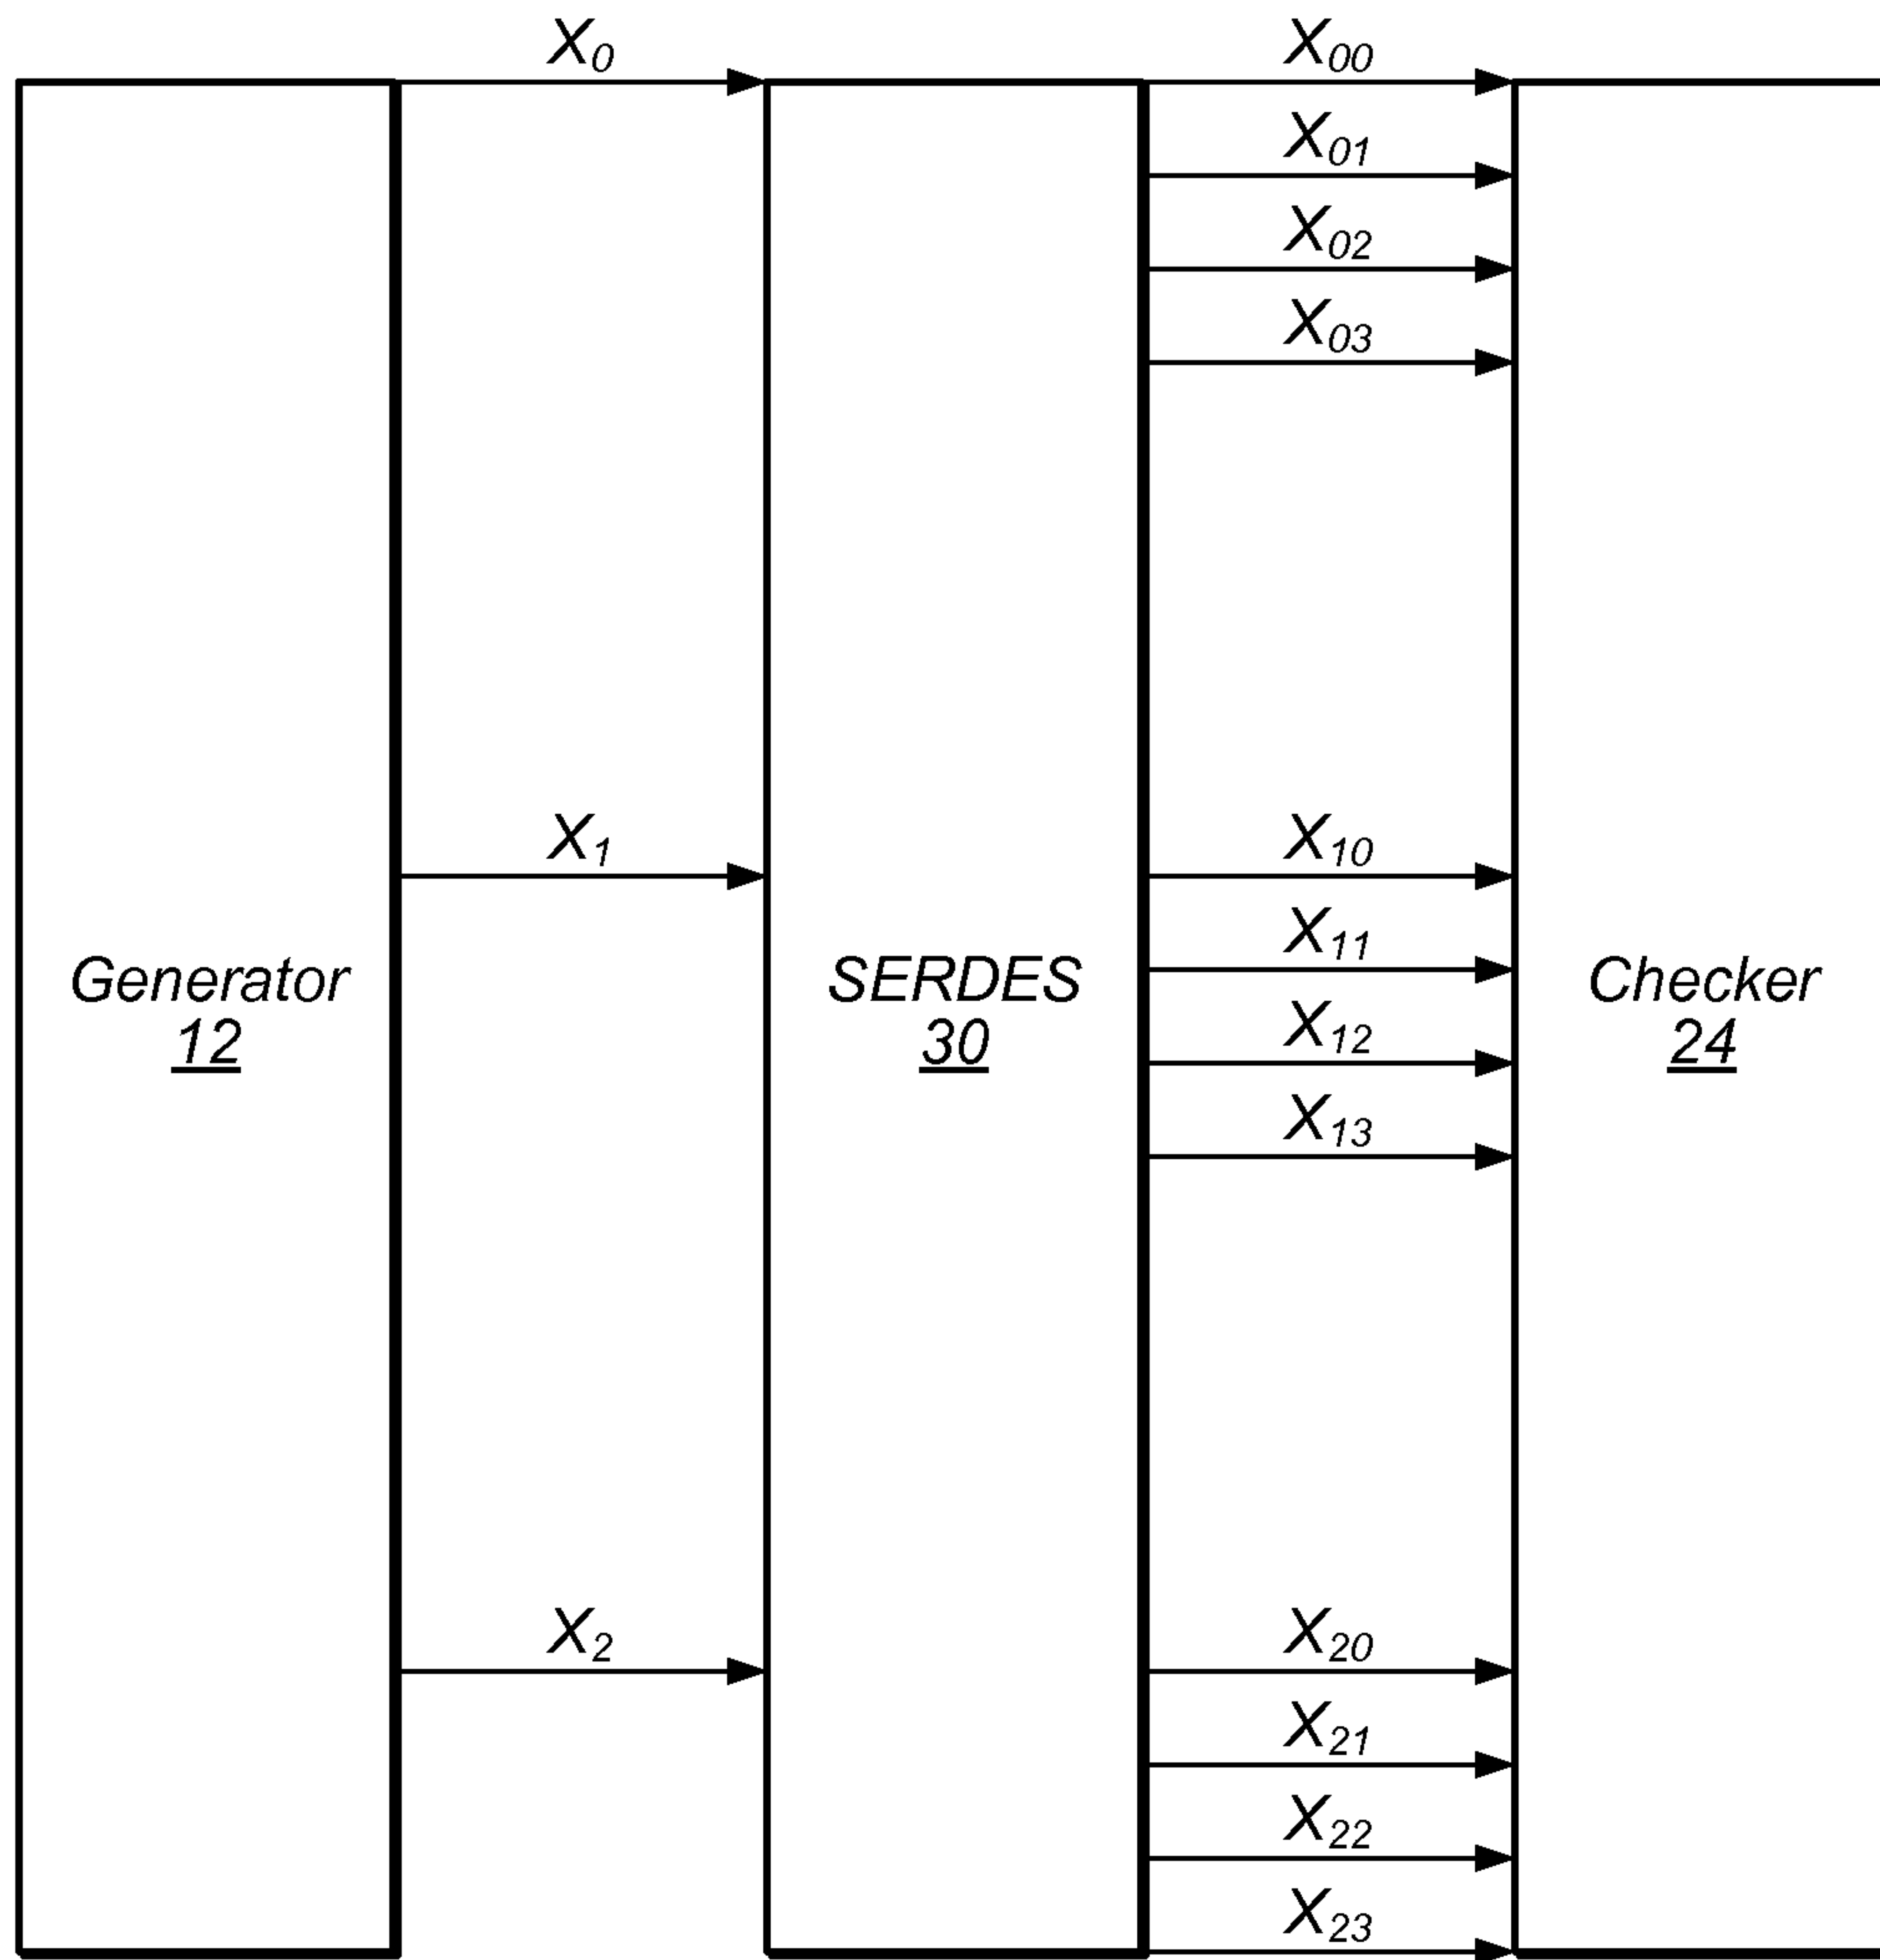 X₀ X₀₀
X₀₁
X₀₂
X₀₃
X₁ X₁₀
X₁₁
Generator SERDES Checker
12 30 24
X₁₂
X₁₃
X₂ X₂₀
X₂₁
X₂₂
X₂₃